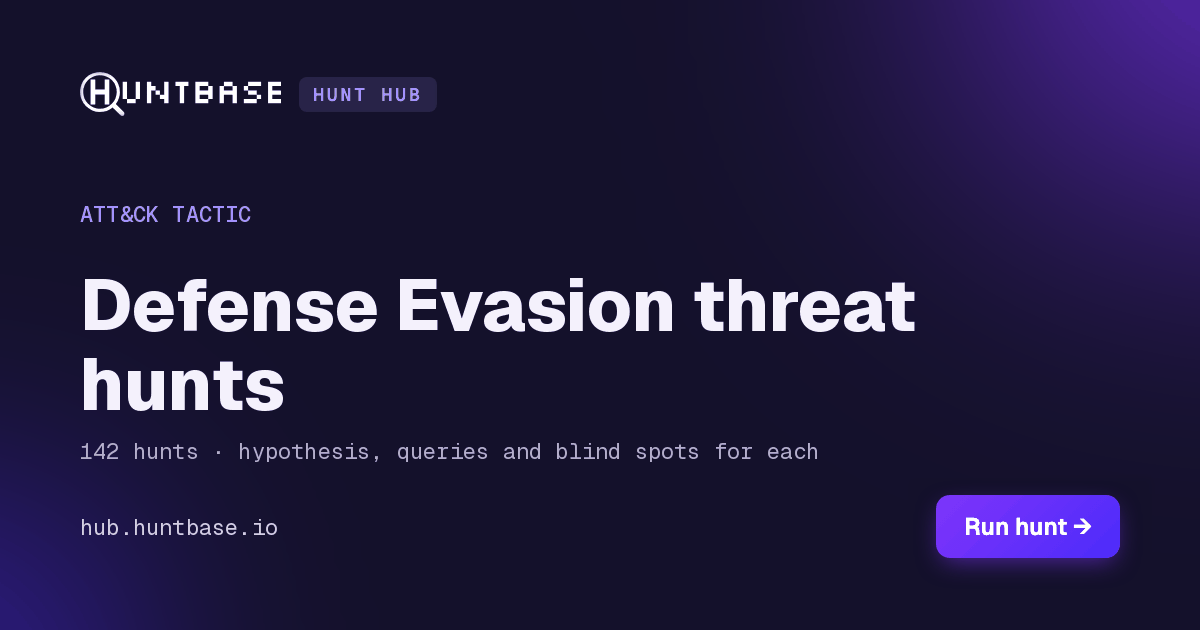 HUNTBASE HUNT HUB
ATT&CK TACTIC
Defense Evasion threat
hunts
142 hunts · hypothesis, queries and blind spots for each
hub.huntbase.io
Run hunt →